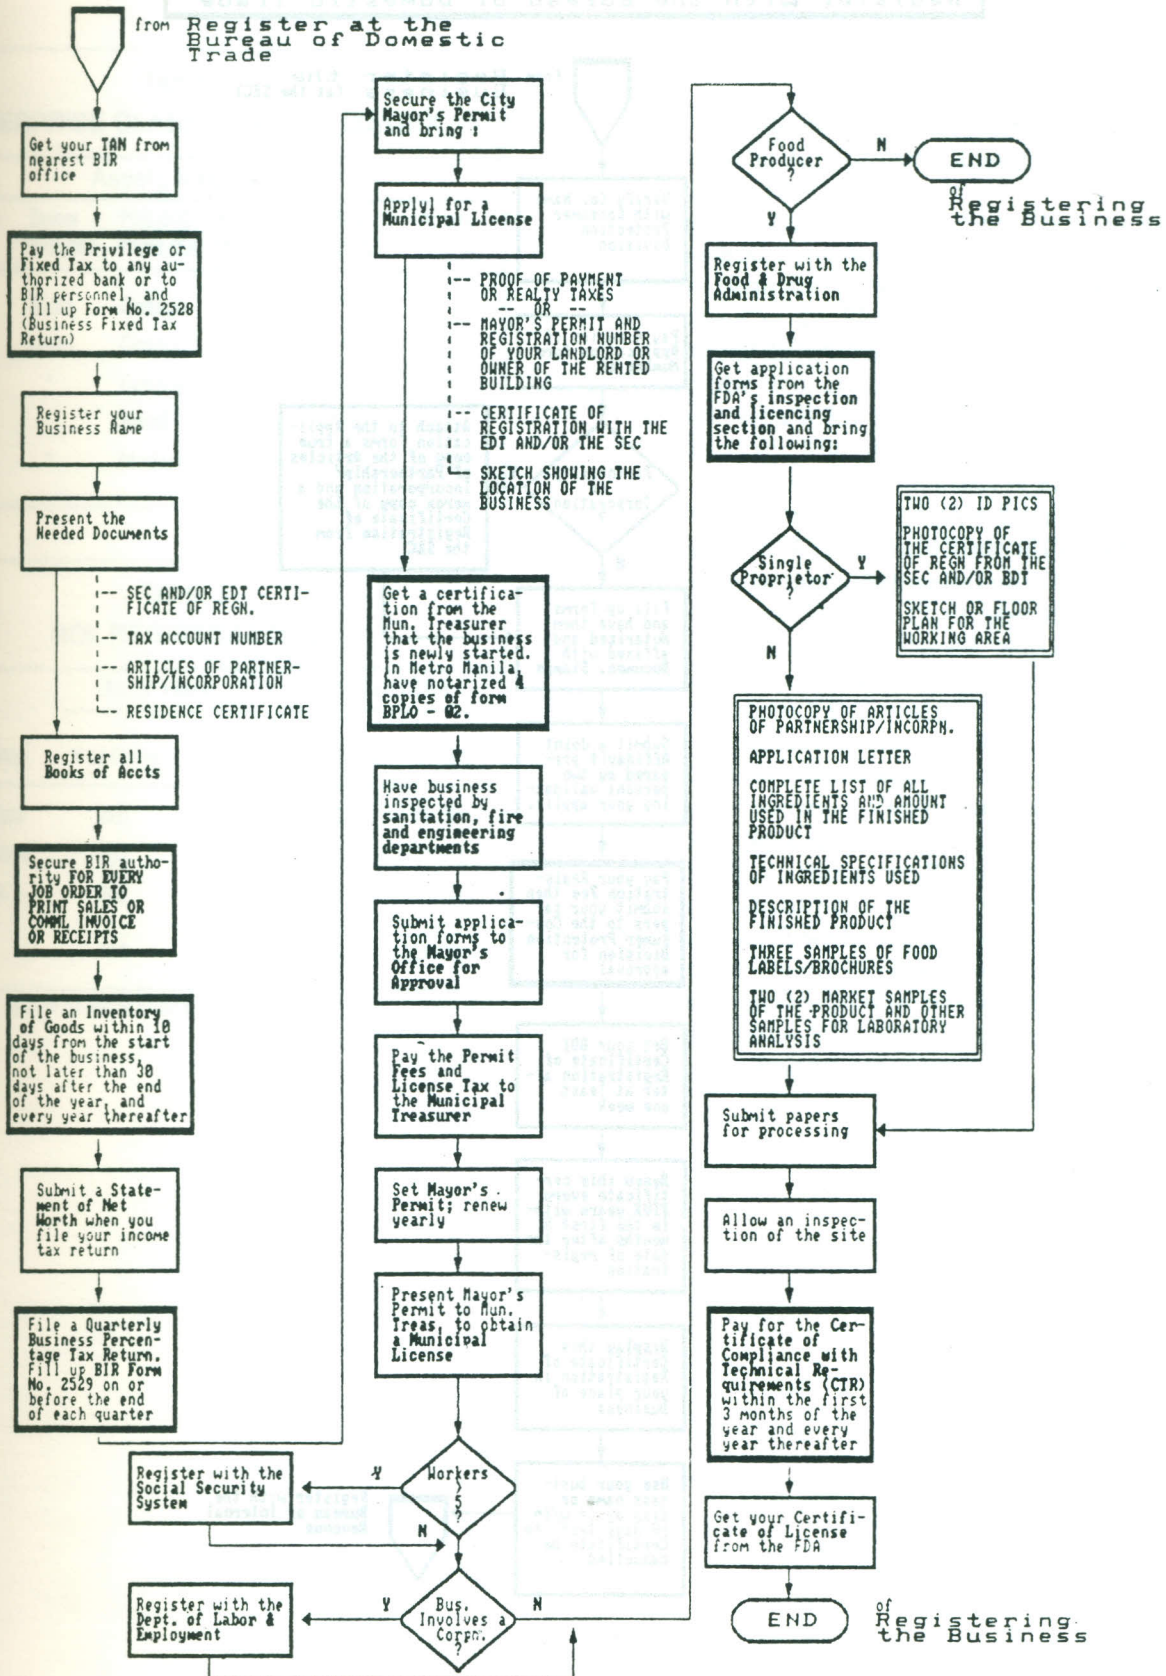 from Register at the
Bureau of Domestic
Trade
Get your TAN from
nearest BIR
office
Pay the Privilege or
Fixed Tax to any au-
thorized bank or to
BIR personnel, and
fill up Form No. 2528
(Business Fixed Tax
Return)
Register your
Business Name
Present the
Needed Documents
SEC AND/OR EDT CERTI-
FICATE OF REGN.
TAX ACCOUNT NUMBER
ARTICLES OF PARTNER-
SHIP/INCORPORATION
RESIDENCE CERTIFICATE
Register all
Books of Accts
Secure BIR autho-
rity FOR EVERY
JOB ORDER TO
PRINT SALES OR
COMML INVOICE
OR RECEIPTS
File an Inventory
of Goods within 10
days from the start
of the business,
not later than 30
days after the end
of the year, and
every year thereafter
Submit a State-
ment of Net
Worth when you
file your income
tax return
File a Quarterly
Business Percen-
tage Tax Return.
Fill up BIR Form
No. 2529 on or
before the end
of each quarter
Secure the City
Mayor's Permit
and bring :
Applyl for a
Municipal License
-- PROOF OF PAYMENT
OR REALTY TAXES
-- OR --
-- MAYOR'S PERMIT AND
REGISTRATION NUMBER
OF YOUR LANDLORD OR
OWNER OF THE RENTED
BUILDING
-- CERTIFICATE OF
REGISTRATION WITH THE
EDT AND/OR THE SEC
-- SKETCH SHOWING THE
LOCATION OF THE
BUSINESS
Get a certifica-
tion from the
Mun. Treasurer
that the business
is newly started.
In Metro Manila,
have notarized 4
copies of form
BPLO - 02.
Have business
inspected by
sanitation, fire
and engineering
departments
Submit applica-
tion forms to
the Mayor's
Office for
Approval
Pay the Permit
Fees and
License Tax to
the Municipal
Treasurer
Set Mayor's
Permit; renew
yearly
Present Mayor's
Permit to Mun.
Treas. to obtain
a Municipal
License
Workers
>
5
?
Y
N
Register with the
Social Security
System
Bus.
Involves a
Corpn.
?
Y
N
Register with the
Dept. of Labor &
Employment
Food
Producer
?
N
Y
END
of
Registering
the Business
Register with the
Food & Drug
Administration
Get application
forms from the
FDA's inspection
and licencing
section and bring
the following:
Single
Proprietor
?
Y
N
TWO (2) ID PICS
PHOTOCOPY OF
THE CERTIFICATE
OF REGN FROM THE
SEC AND/OR BDT
SKETCH OR FLOOR
PLAN FOR THE
WORKING AREA
PHOTOCOPY OF ARTICLES
OF PARTNERSHIP/INCORPN.
APPLICATION LETTER
COMPLETE LIST OF ALL
INGREDIENTS AND AMOUNT
USED IN THE FINISHED
PRODUCT
TECHNICAL SPECIFICATIONS
OF INGREDIENTS USED
DESCRIPTION OF THE
FINISHED PRODUCT
THREE SAMPLES OF FOOD
LABELS/BROCHURES
TWO (2) MARKET SAMPLES
OF THE PRODUCT AND OTHER
SAMPLES FOR LABORATORY
ANALYSIS
Submit papers
for processing
Allow an inspec-
tion of the site
Pay for the Cer-
tificate of
Compliance with
Technical Re-
quirements (CTR)
within the first
3 months of the
year and every
year thereafter
Get your Certifi-
cate of License
from the FDA
END
of
Registering
the Business